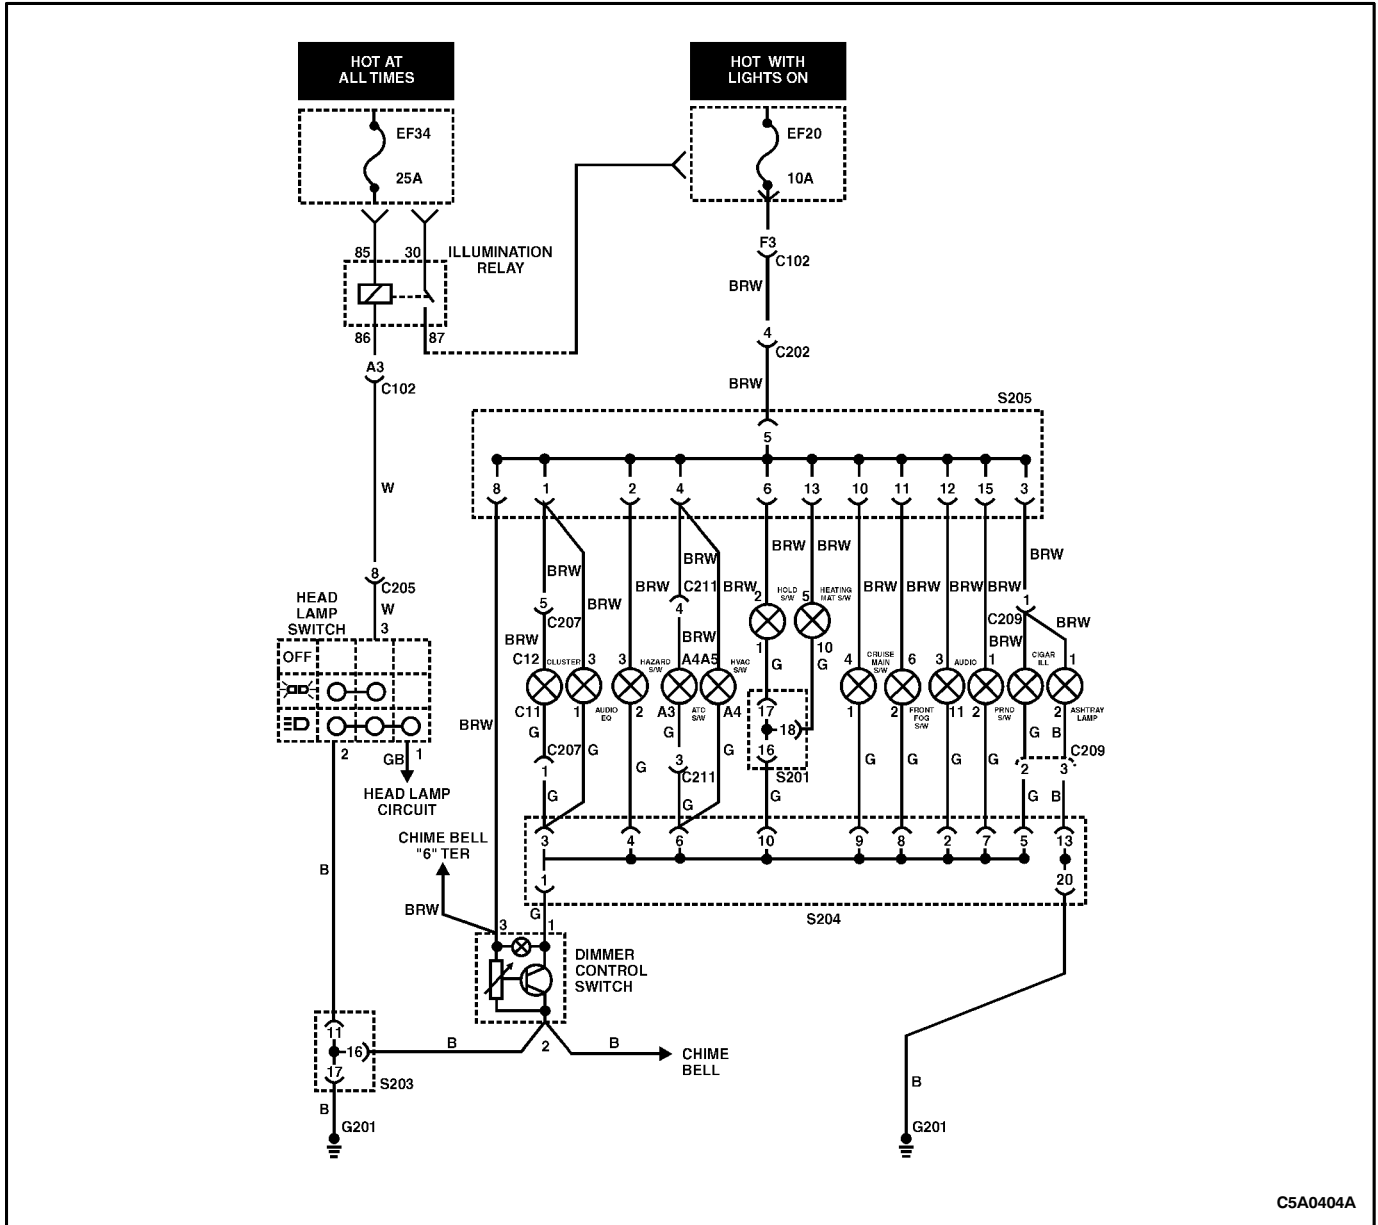 HOT AT
ALL TIMES
HOT WITH
LIGHTS ON
EF34
25A
EF20
10A
85 30 ILLUMINATION
RELAY
F3
C102
BRW
86 87
4
C202
A3
C102
BRW
S205
5
W
8 1 2 4 6 13 10 11 12 15 3
BRW BRW BRW
BRW BRW BRW C211 BRW BRW BRW BRW BRW
8
C205
W
HEAD
LAMP
SWITCH
3
5 C207 BRW 4 2 HOLD
S/W 5 HEATING
MAT S/W 1
C209 BRW
BRW BRW BRW
OFF
1 10
G G
C12 CLUSTER 3 3 HAZARD
S/W A4 A5 HVAC
S/W 4 CRUISE
MAIN
S/W 6 3 AUDIO 1 CIGAR
ILL 1
C11 1 AUDIO
EQ 2 A3 ATC
S/W A4 17 1 2 FRONT
FOG
S/W 11 2 PRND
S/W 2 ASHTRAY
LAMP
G G 18 G B
2 GB 1
C207 G G 3 G 16 G G G G 2 3 C209
1 C211 S201
HEAD LAMP
CIRCUIT
G G G G B
CHIME BELL
"6" TER
3 4 6 10 9 8 2 7 5 13
B
BRW BRW
1 20
G
S204
3 1
DIMMER
CONTROL
SWITCH
11
16 B 2 B CHIME
BELL
17
S203
B B
G201 G201
C5A0404A